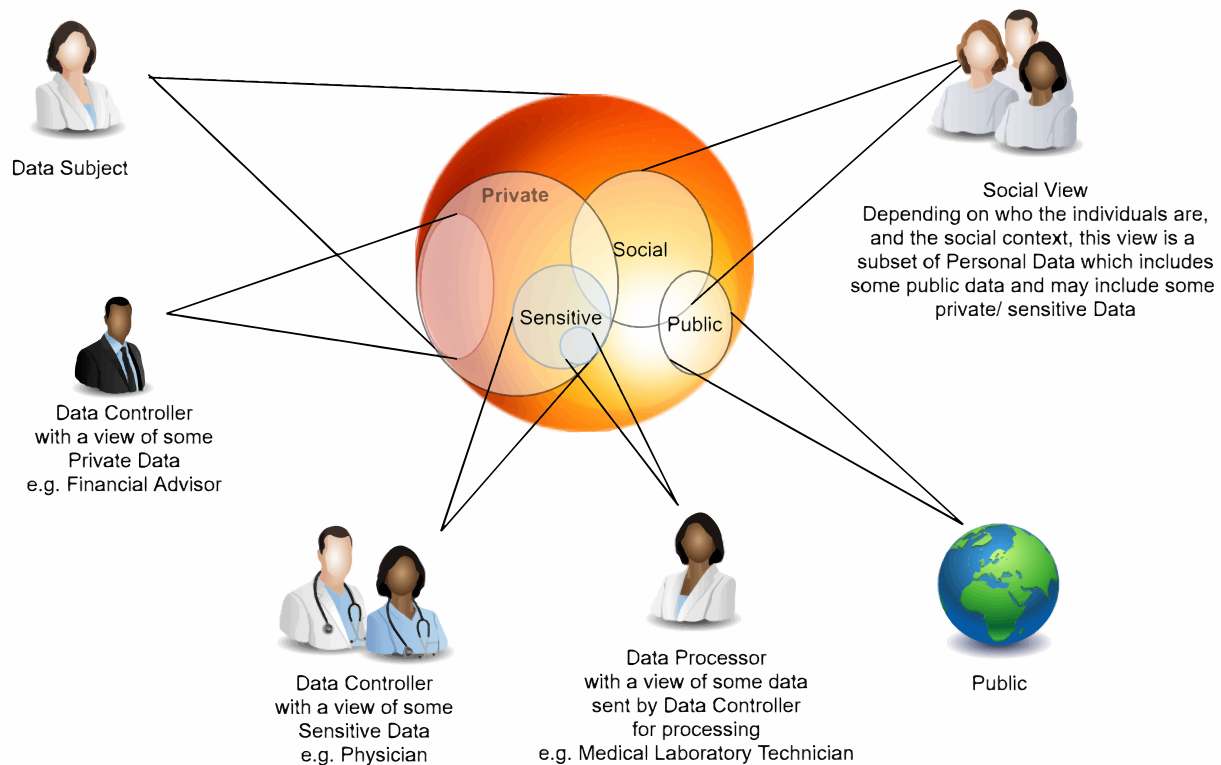 Data Subject
Private
Social
Sensitive
Public
Social View
Depending on who the individuals are,
and the social context, this view is a
subset of Personal Data which includes
some public data and may include some
private/ sensitive Data
Data Controller
with a view of some
Private Data
e.g. Financial Advisor
Data Controller
with a view of some
Sensitive Data
e.g. Physician
Data Processor
with a view of some data
sent by Data Controller
for processing
e.g. Medical Laboratory Technician
Public